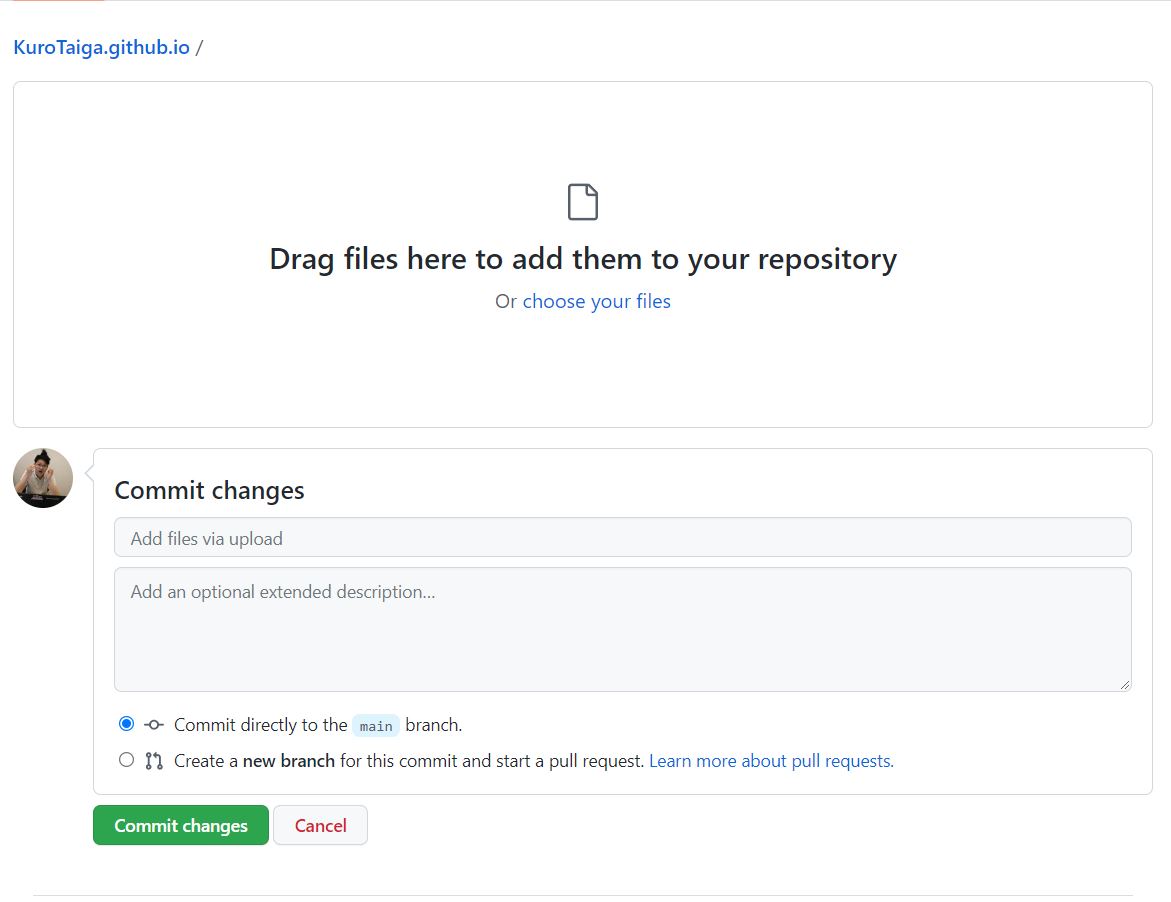 KuroTaiga.github.io /
Drag files here to add them to your repository
Or choose your files
Commit changes
Add files via upload
Add an optional extended description...
Commit directly to the main branch.
Create a new branch for this commit and start a pull request. Learn more about pull requests.
Commit changes
Cancel